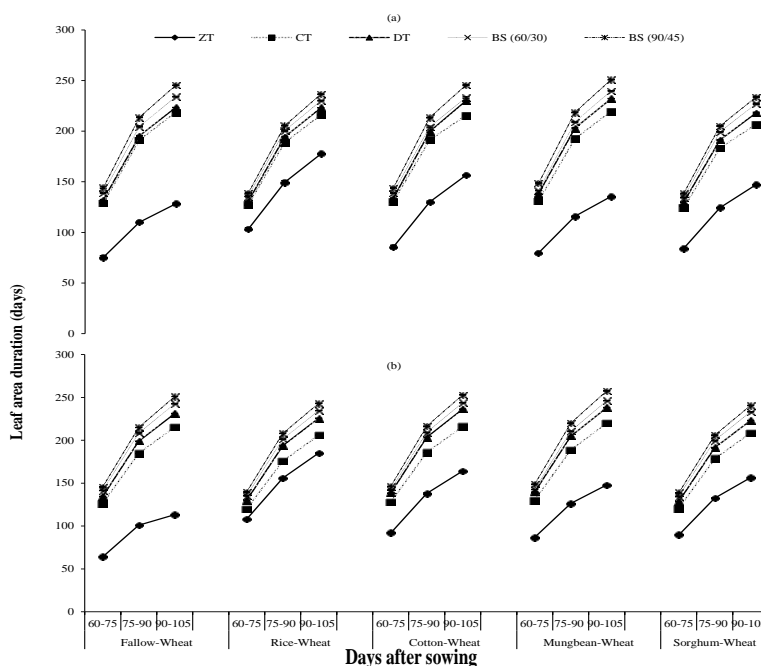 (a)
ZT CT DT BS (60/30) BS (90/45)
300
250
200
150
100
50
0
Leaf area duration (days)
(b)
300
250
200
150
100
50
0
60-75 75-90 90-105 60-75 75-90 90-105 60-75 75-90 90-105 60-75 75-90 90-105 60-75 75-90 90-10
Fallow-Wheat Rice-Wheat Cotton-Wheat Mungbean-Wheat Sorghum-Wheat
Days after sowing